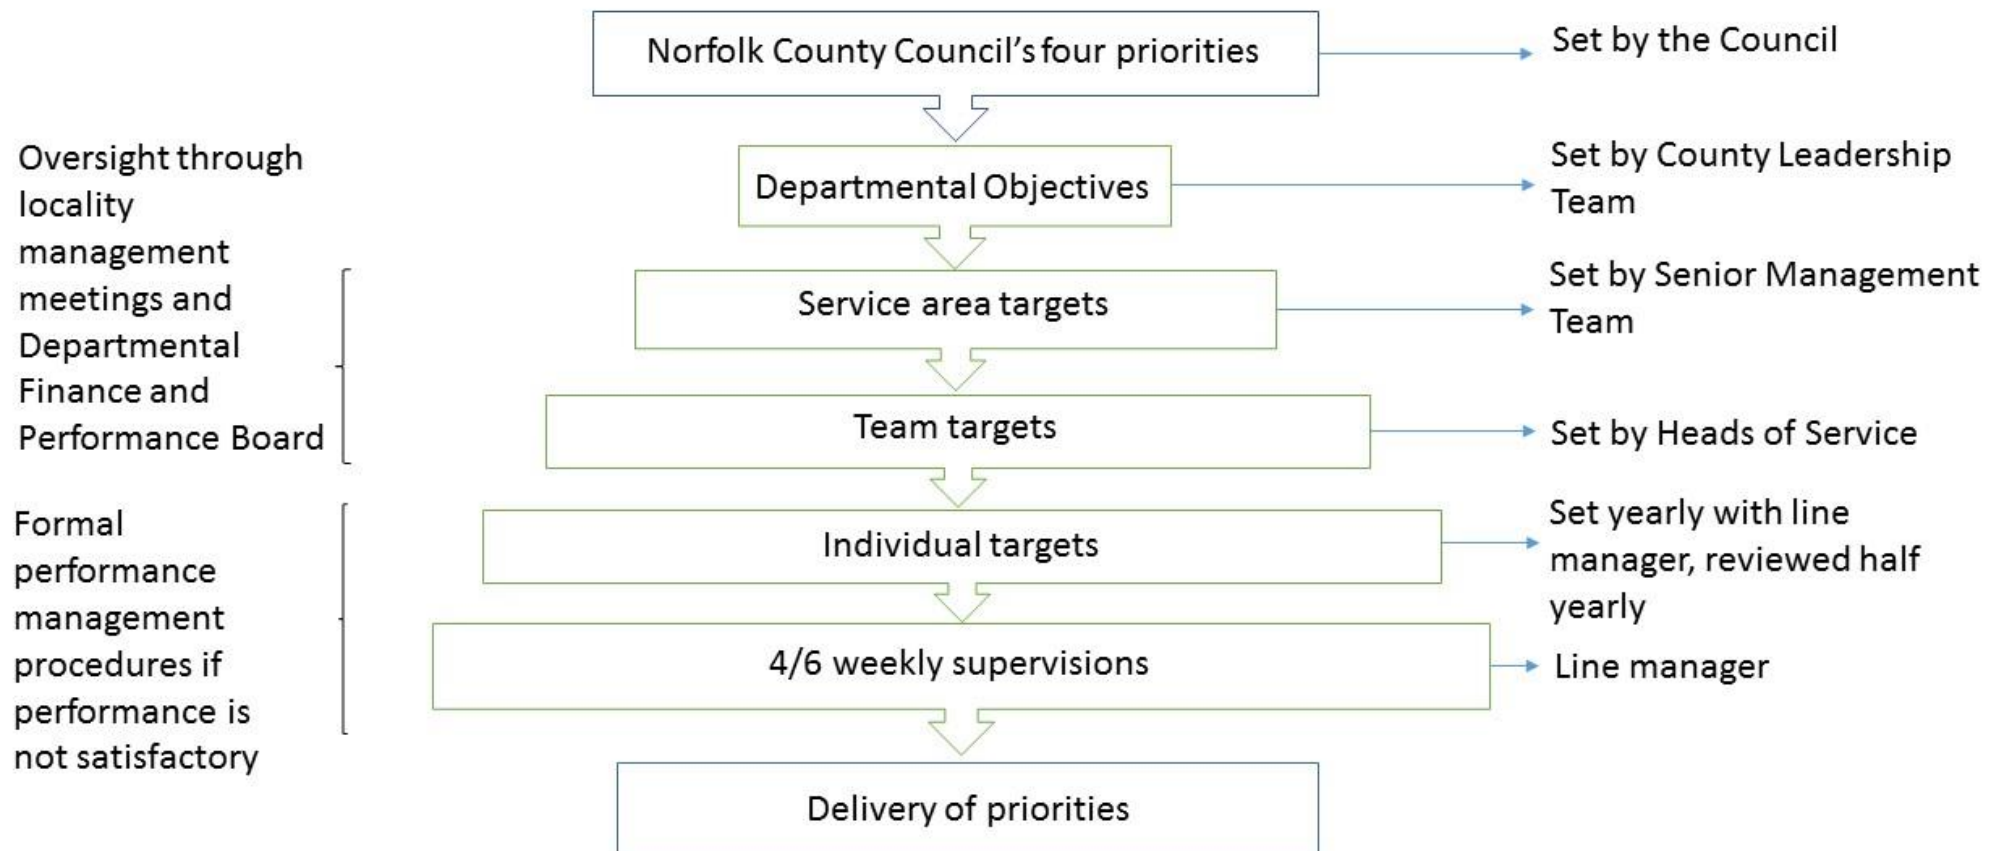 Norfolk County Council's four priorities
Set by the Council
Departmental Objectives
Set by County Leadership
Team
Service area targets
Set by Senior Management
Team
Team targets
Set by Heads of Service
Individual targets
Set yearly with line
manager, reviewed half
yearly
4/6 weekly supervisions
Line manager
Delivery of priorities
Oversight through
locality
management
meetings and
Departmental
Finance and
Performance Board
Formal
performance
management
procedures if
performance is
not satisfactory